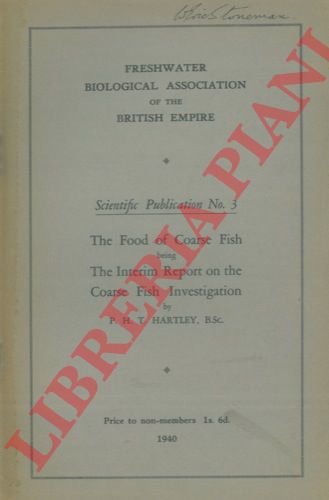 Stoneman
FRESHWATER
BIOLOGICAL ASSOCIATION
OF THE
BRITISH EMPIRE
Scientific Publication No. 3
The Food of Coarse Fish
being
The Interim Report on the
Coarse Fish Investigation
by
P. H. T. HARTLEY, B.Sc.
Price to non-members 1s. 6d.
1940
LIBRERIA PIANI